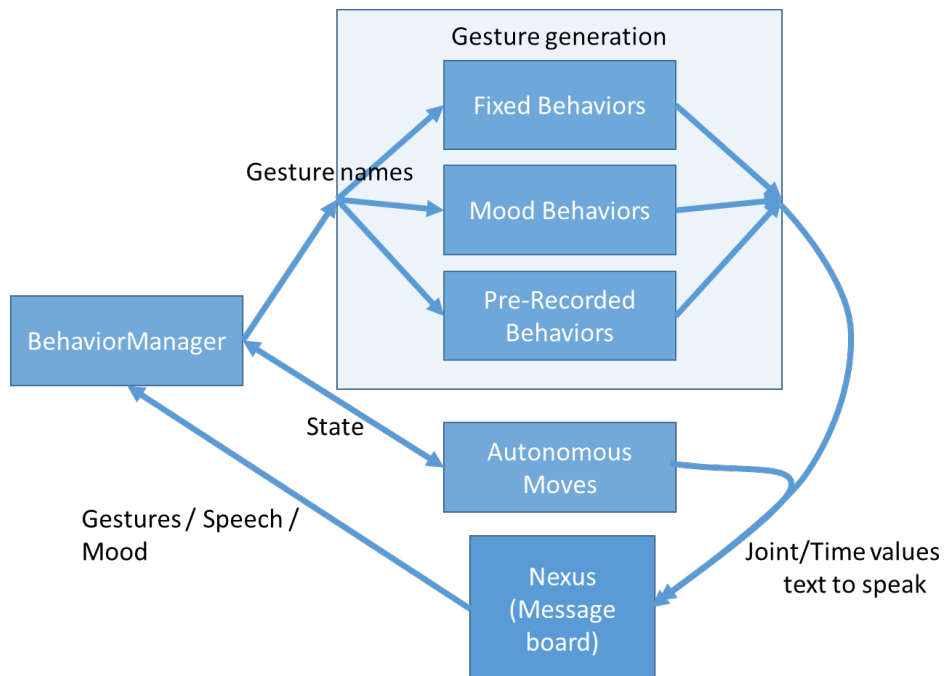 Gesture generation
Fixed Behaviors
Gesture names
Mood Behaviors
Pre-Recorded
Behaviors
BehaviorManager
State
Autonomous
Moves
Gestures / Speech /
Mood
Joint/Time values
text to speak
Nexus
(Message
board)